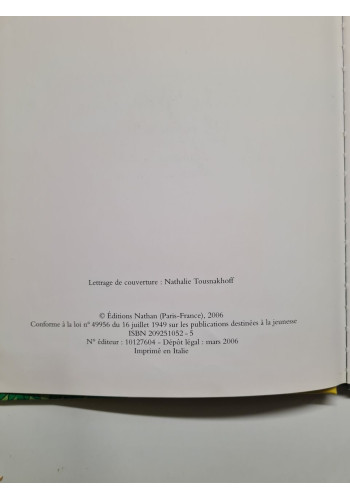 Lettrage de couverture : Nathalie Tousnakhoff
© Éditions Nathan (Paris-France), 2006
Conforme à la loi n° 49956 du 16 juillet 1949 sur les publications destinées à la jeunesse
ISBN 209251052-5
N° éditeur : 10127604 - Dépôt légal : mars 2006
Imprimé en Italie